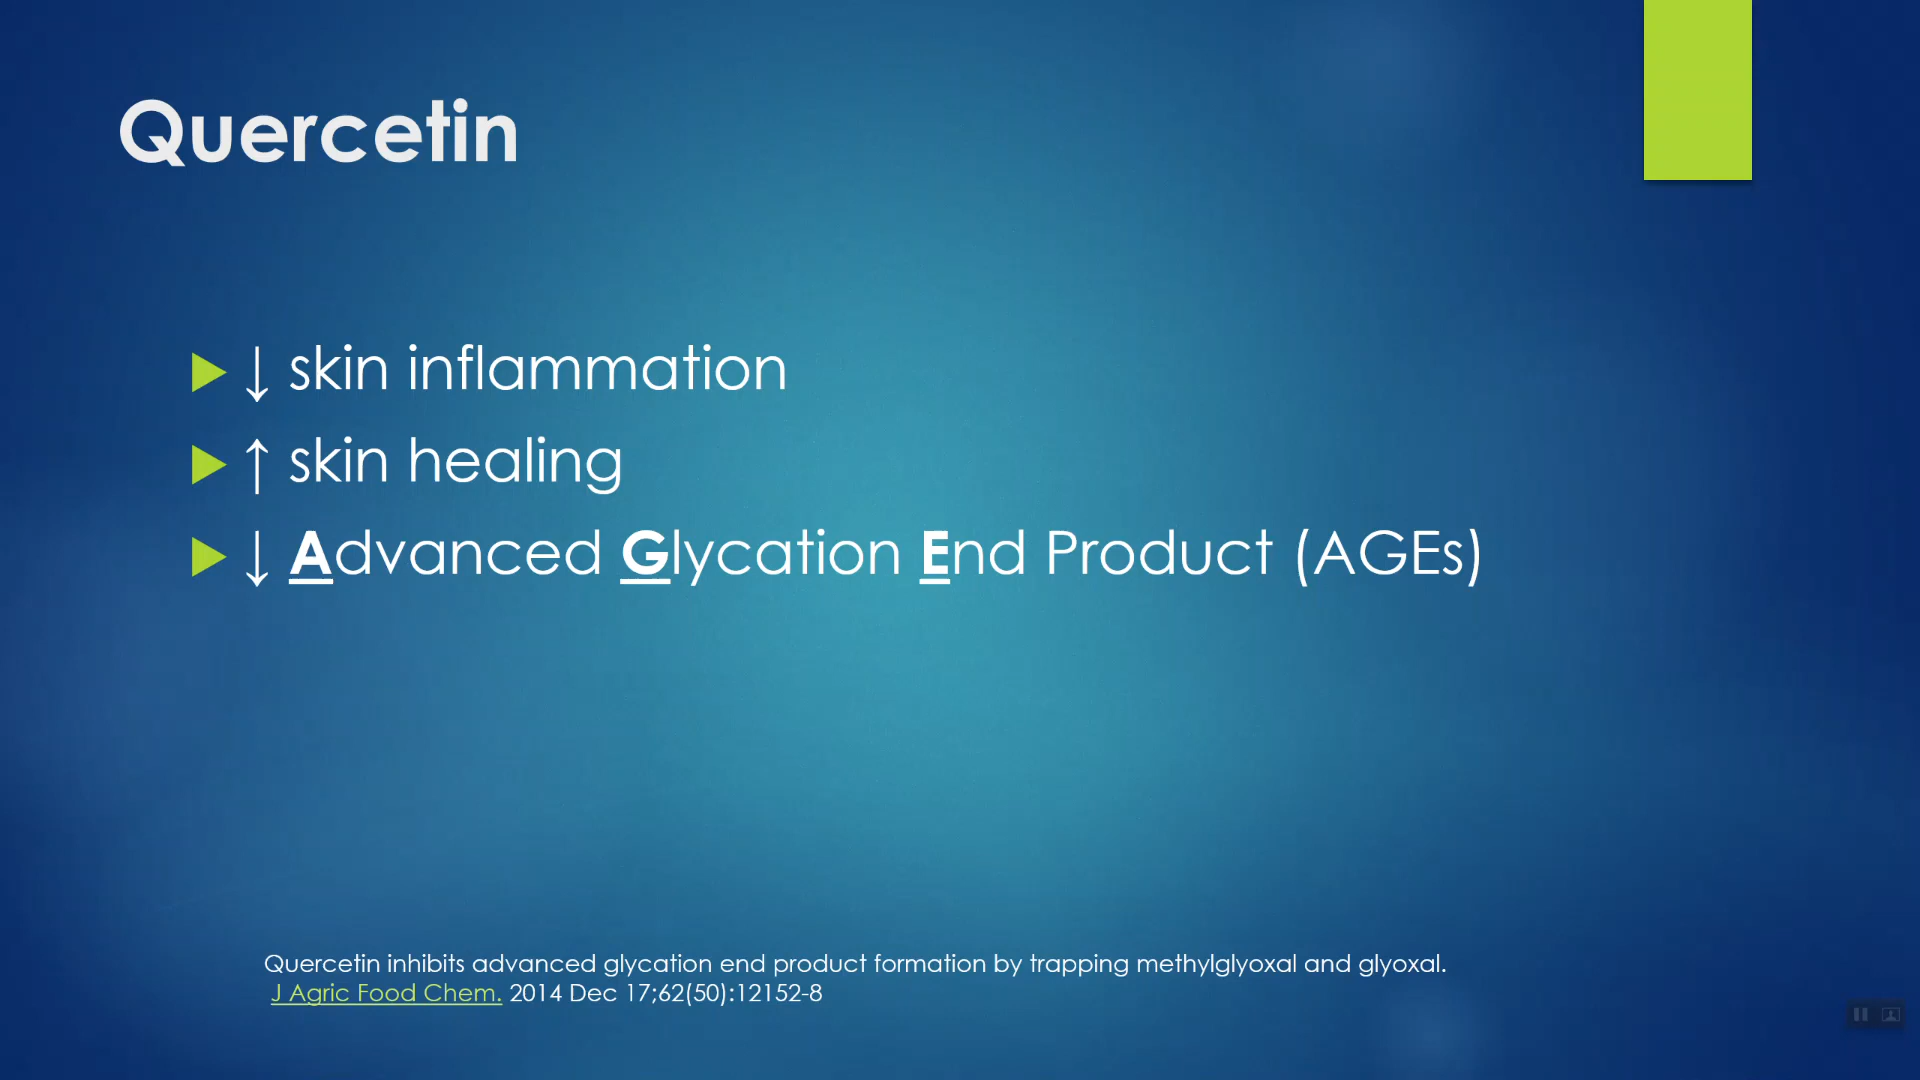 Quercetin
↓ skin inflammation
↑ skin healing
↓ Advanced Glycation End Product (AGEs)
Quercetin inhibits advanced glycation end product formation by trapping methylglyoxal and glyoxal.
J Agric Food Chem. 2014 Dec 17;62(50):12152-8